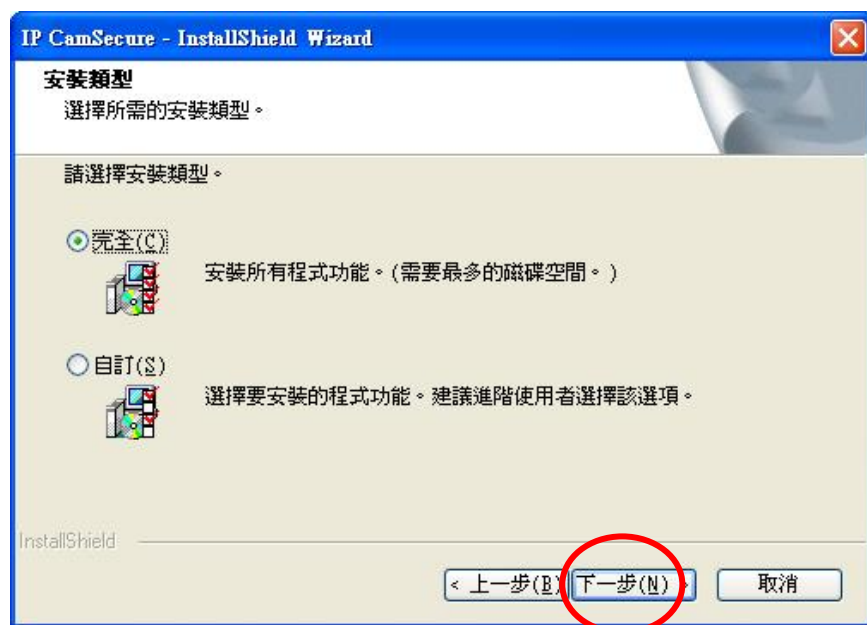 IP CamSecure - InstallShield Wizard
安裝類型
選擇所需的安裝類型。
請選擇安裝類型。
完全(C)
安裝所有程式功能。(需要最多的磁碟空間。)
自訂(S)
選擇要安裝的程式功能。建議進階使用者選擇該選項。
InstallShield
< 上一步(B) 下一步(N) > 取消